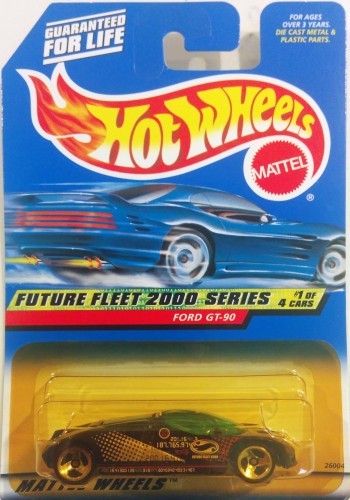 GUARANTEED
FOR LIFE
FOR AGES
OVER 3 YEARS.
DIE CAST METAL &
PLASTIC PARTS.
HOT WHEELS
MATTEL
®
FUTURE FLEET 2000 SERIES
#1 OF
4 CARS
FORD GT-90
26004
MATTEL WHEELS™